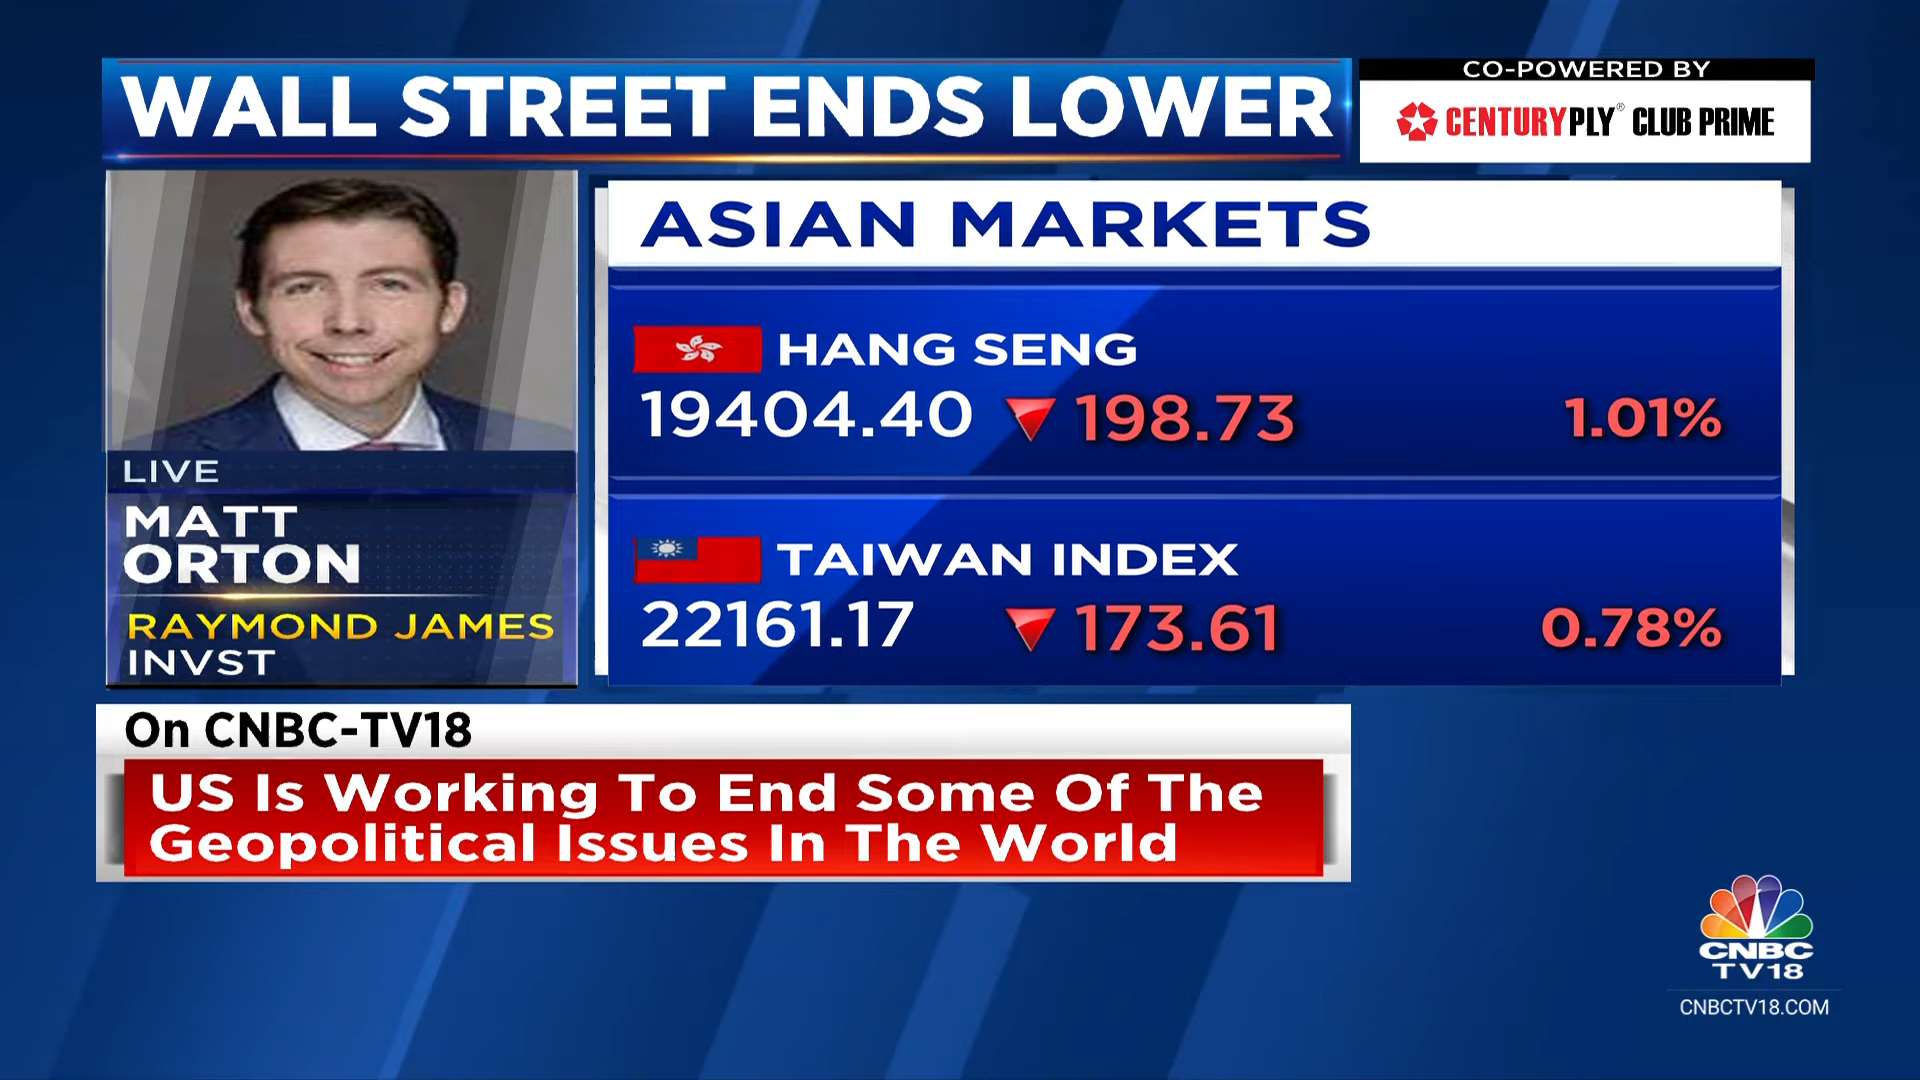 WALL STREET ENDS LOWER
CO-POWERED BY
CENTURYPLY® CLUB PRIME
ASIAN MARKETS
HANG SENG
19404.40 ▼ 198.73 1.01%
TAIWAN INDEX
22161.17 ▼ 173.61 0.78%
LIVE
MATT
ORTON
RAYMOND JAMES
INVST
On CNBC-TV18
US Is Working To End Some Of The
Geopolitical Issues In The World
CNBC
TV18
CNBCTV18.COM